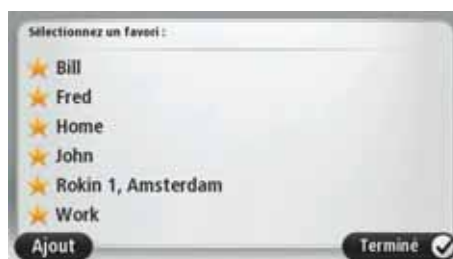 Sélectionnez un favori :
Bill
Fred
Home
John
Rokin 1, Amsterdam
Work
Ajout
Terminé